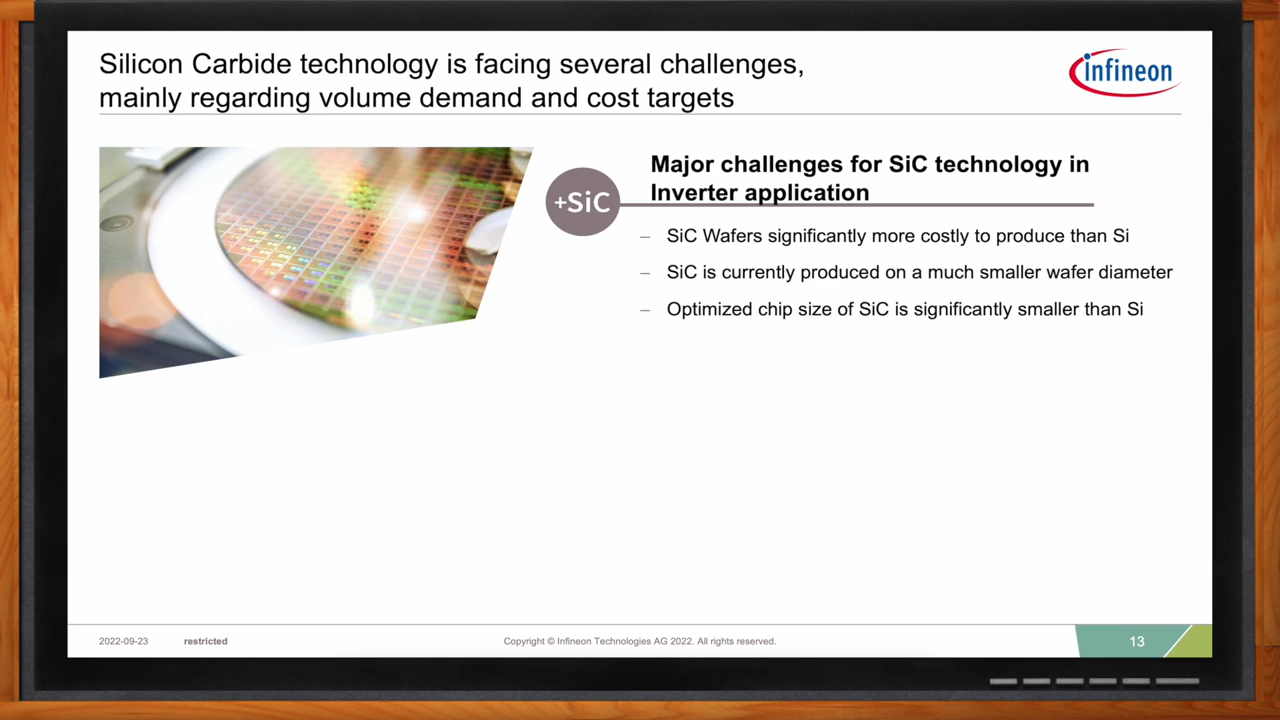 Silicon Carbide technology is facing several challenges,
mainly regarding volume demand and cost targets
infineon
+SiC
Major challenges for SiC technology in
Inverter application
– SiC Wafers significantly more costly to produce than Si
– SiC is currently produced on a much smaller wafer diameter
– Optimized chip size of SiC is significantly smaller than Si
2022-09-23 restricted Copyright © Infineon Technologies AG 2022. All rights reserved. 13